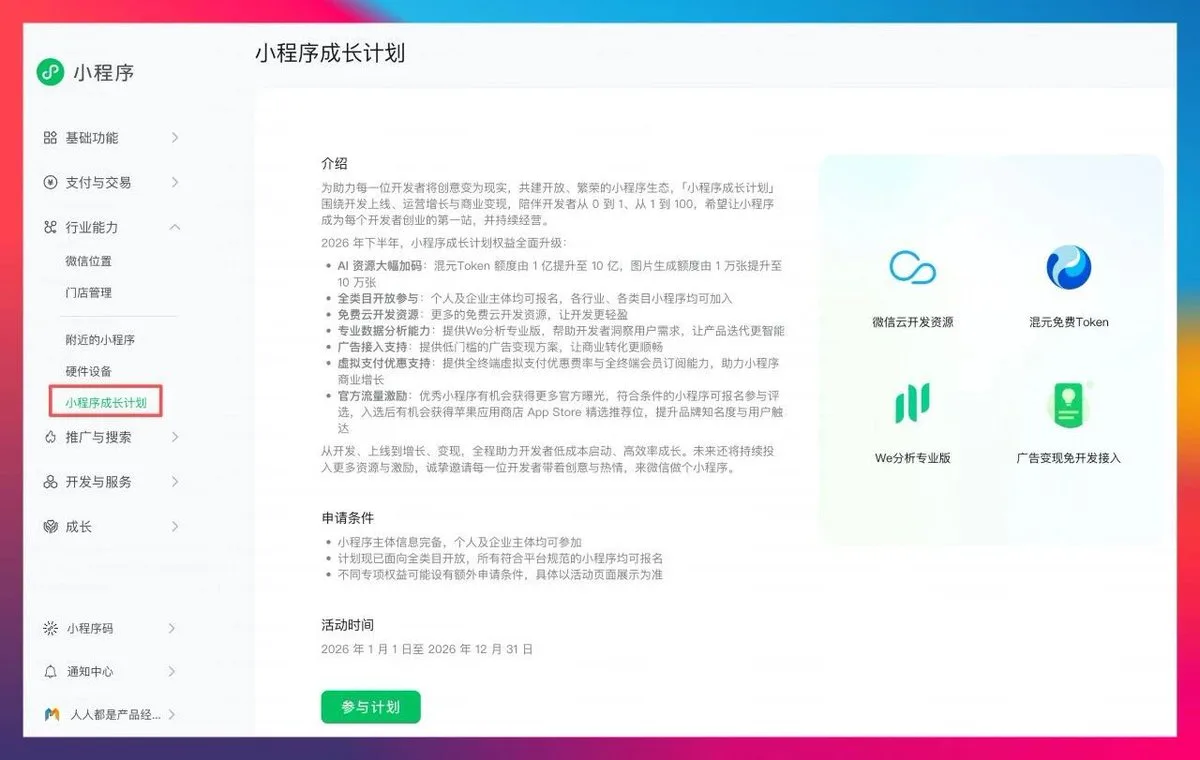 小程序成长计划
小程序
基础功能
支付与交易
行业能力
微信位置
门店管理
附近的小程序
硬件设备
小程序成长计划
推广与搜索
开发与服务
成长
小程序码
通知中心
人人都是产品经...
介绍
为助力每一位开发者将创意变为现实，共建开放、繁荣的小程序生态，「小程序成长计划」
围绕开发上线、运营增长与商业变现，陪伴开发者从 0 到 1、从 1 到 100，希望让小程序
成为每个开发者创业的第一站，并持续经营。
2026 年下半年，小程序成长计划权益全面升级：
• AI 资源大幅加码：混元Token 额度由 1 亿提升至 10 亿，图片生成额度由 1 万张提升至
10 万张
• 全类目开放参与：个人及企业主体均可报名，各行业、各类目小程序均可加入
• 免费云开发资源：更多的免费云开发资源，让开发更轻盈
• 专业数据分析能力：提供We分析专业版，帮助开发者洞察用户需求，让产品迭代更智能
• 广告接入支持：提供低门槛的广告变现方案，让商业转化更顺畅
• 虚拟支付优惠支持：提供全终端虚拟支付优惠费率与全终端会员订阅能力，助力小程序
商业增长
• 官方流量激励：优秀小程序有机会获得更多官方曝光，符合条件的小程序可报名参与评
选，入选后有机会获得苹果应用商店 App Store 精选推荐位，提升品牌知名度与用户触
达
从开发、上线到增长、变现，全程助力开发者低成本启动、高效率成长。未来还将持续投
入更多资源与激励，诚挚邀请每一位开发者带着创意与热情，来微信做个小程序。
申请条件
• 小程序主体信息完备，个人及企业主体均可参加
• 计划现已面向全类目开放，所有符合平台规范的小程序均可报名
• 不同专项权益可能设有额外申请条件，具体以活动页面展示为准
活动时间
2026 年 1 月 1 日至 2026 年 12 月 31 日
参与计划
微信云开发资源
混元免费Token
We分析专业版
广告变现免开发接入